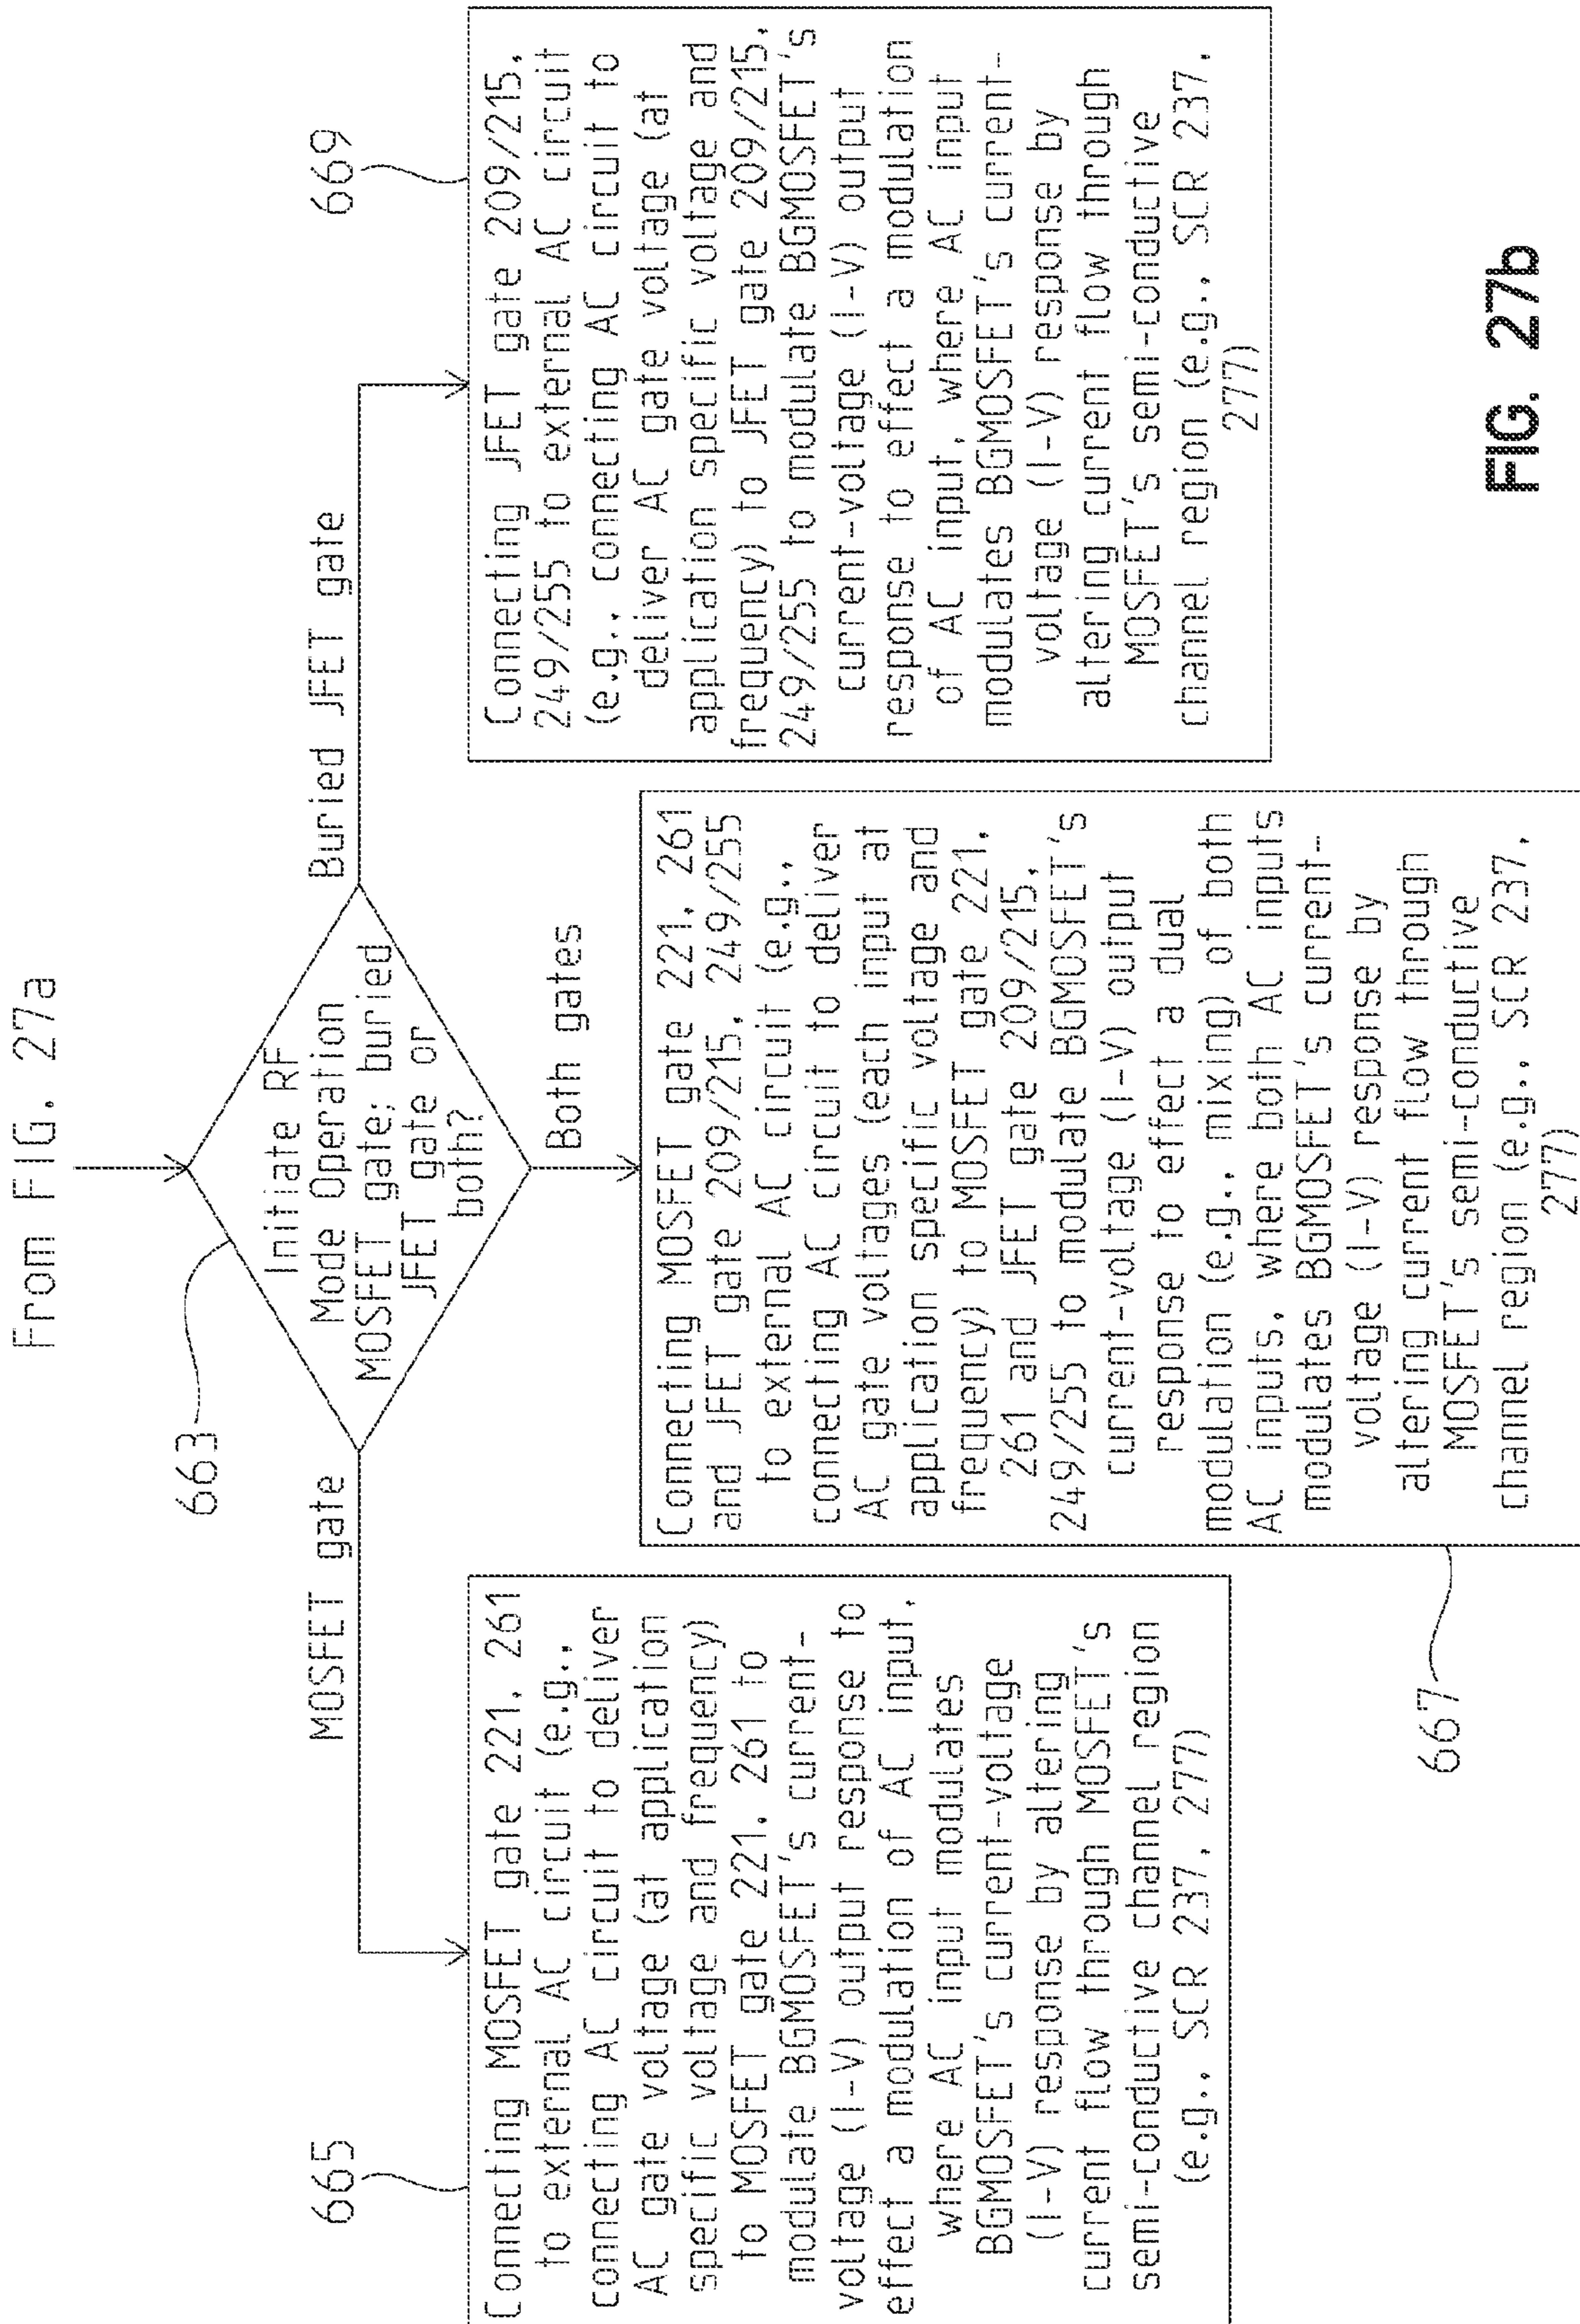 From FIG. 27a
663
Initiate RF
Mode Operation
MOSFET gate; buried
JFET gate or
both?
MOSFET gate
Both gates
Buried JFET gate
665
Connecting MOSFET gate 221, 261
to external AC circuit (e.g.,
connecting AC circuit to deliver
AC gate voltage (at application
specific voltage and frequency)
to MOSFET gate 221, 261 to
modulate BGMOSFET's current-
voltage (I-V) output response to
effect a modulation of AC input,
where AC input modulates
BGMOSFET's current-voltage
(I-V) response by altering
current flow through MOSFET's
semi-conductive channel region
(e.g., SCR 237, 277)
Connecting MOSFET gate 221, 261
and JFET gate 209/215, 249/255
to external AC circuit (e.g.,
connecting AC circuit to deliver
AC gate voltages (each input at
application specific voltage and
frequency) to MOSFET gate 221,
261 and JFET gate 209/215,
249/255 to modulate BGMOSFET's
current-voltage (I-V) output
response to effect a dual
modulation (e.g., mixing) of both
AC inputs, where both AC inputs
modulates BGMOSFET's current-
voltage (I-V) response by
altering current flow through
MOSFET's semi-conductive
channel region (e.g., SCR 237,
277)
667
669
Connecting JFET gate 209/215,
249/255 to external AC circuit
(e.g., connecting AC circuit to
deliver AC gate voltage (at
application specific voltage and
frequency) to JFET gate 209/215,
249/255 to modulate BGMOSFET's
current-voltage (I-V) output
response to effect a modulation
of AC input, where AC input
modulates BGMOSFET's current-
voltage (I-V) response by
altering current flow through
MOSFET's semi-conductive
channel region (e.g., SCR 237,
277)
FIG. 27b